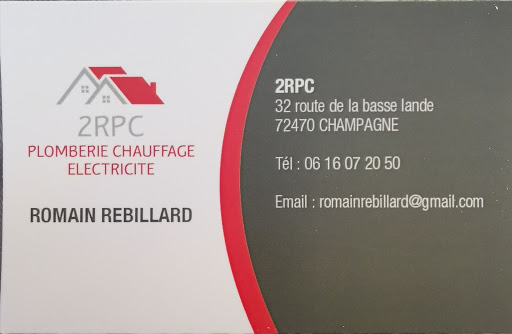 2RPC
PLOMBERIE CHAUFFAGE
ELECTRICITE
ROMAIN REBILLARD
2RPC
32 route de la basse lande
72470 CHAMPAGNE
Tél : 06 16 07 20 50
Email : romainrebillard@gmail.com